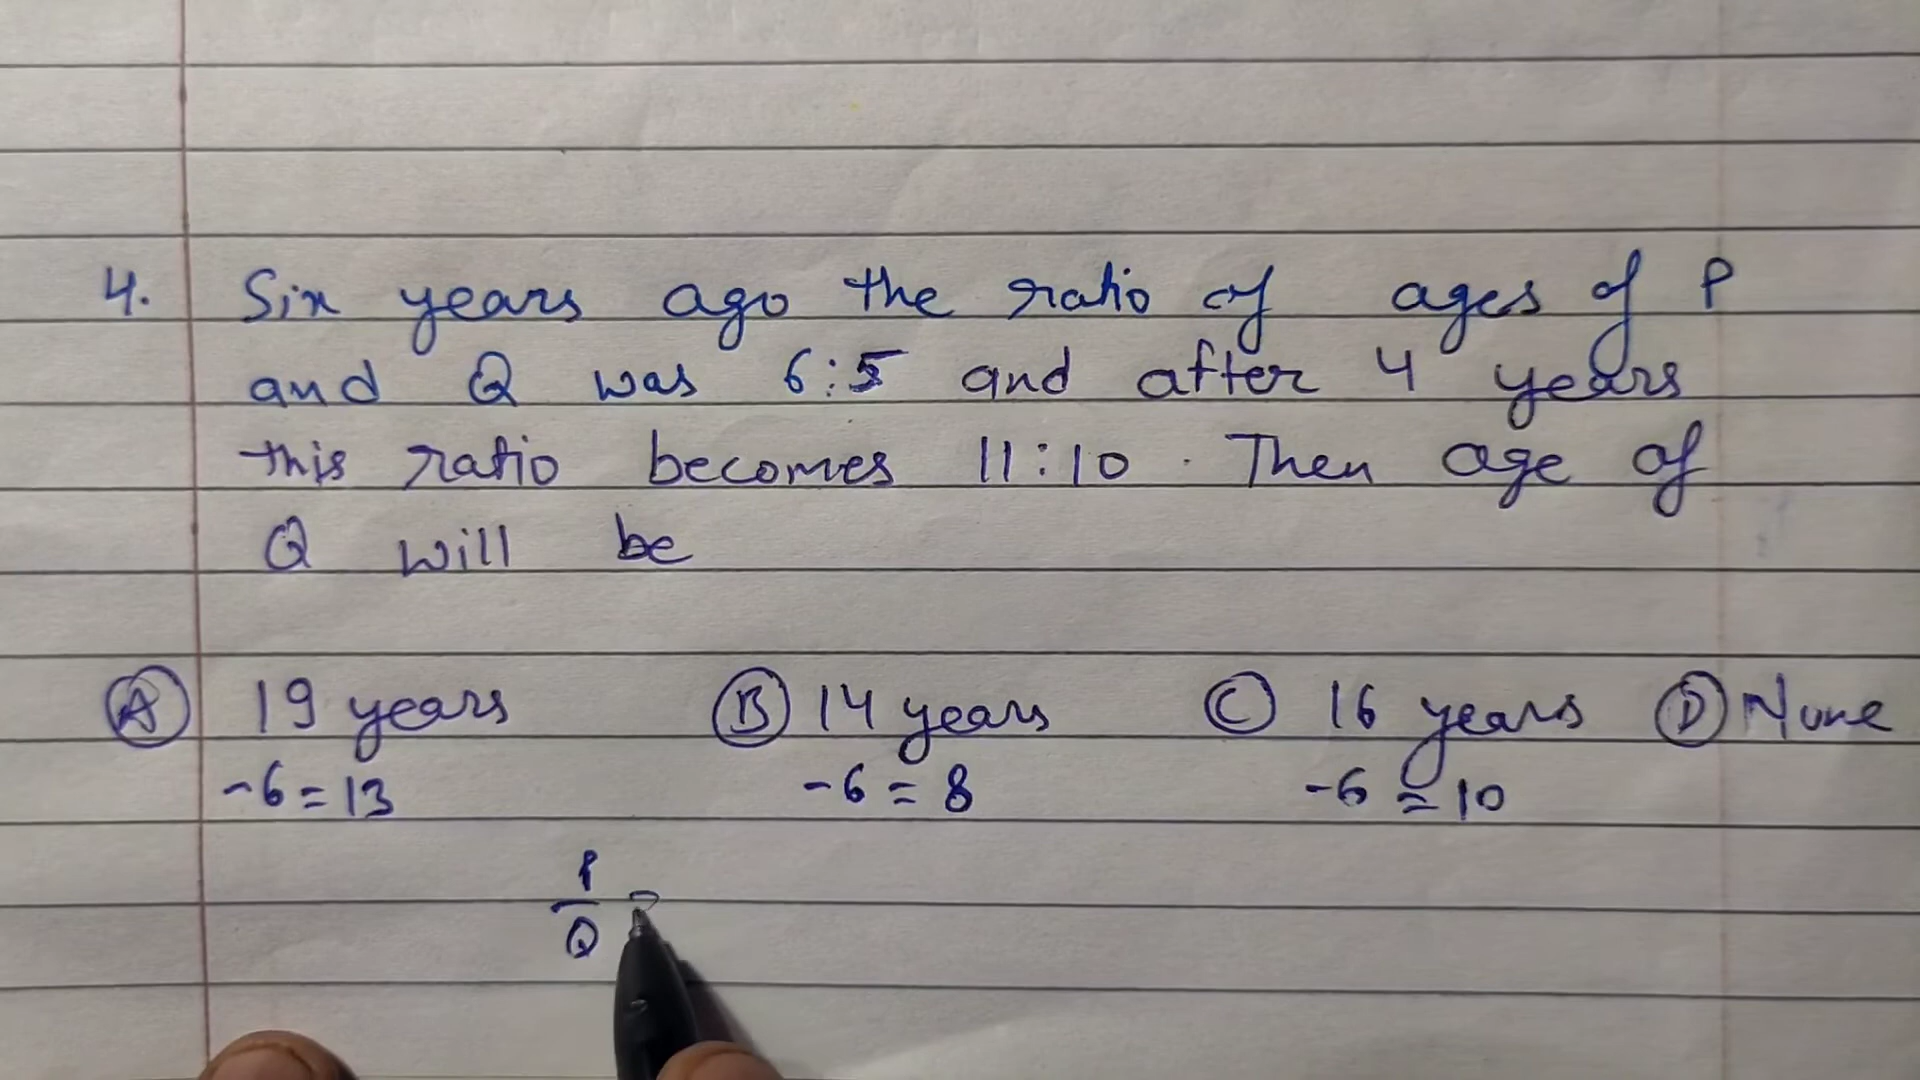 4. Six years ago the ratio of ages of P
and Q was 6:5 and after 4 years
this ratio becomes 11:10. Then age of
Q will be
(A) 19 years (B) 14 years (C) 16 years (D) None
-6=13 -6=8 -6=10
P
Q =